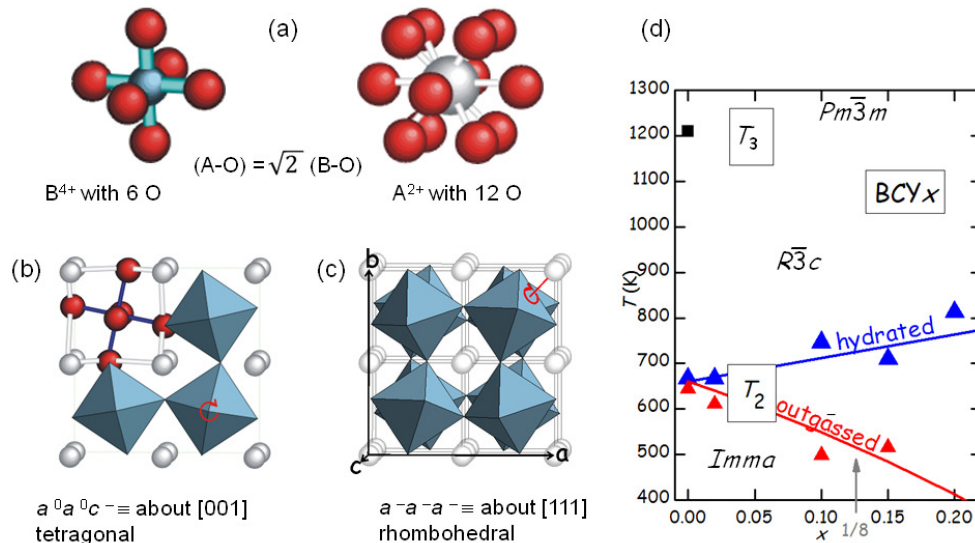 (a)
(A-O) = √2 (B-O)
B⁴⁺ with 6 O
A²⁺ with 12 O
(b)
a⁰a⁰c⁻ ≡ about [001]
tetragonal
(c)
b
c
a
a⁻a⁻a⁻ ≡ about [111]
rhombohedral
(d)
1300
1200
1100
1000
900
800
700
600
500
400
T (K)
Pm3̅m
T₃
BCYx
R3̅c
hydrated
T₂
outgassed
Imma
0.00
0.05
0.10
0.15
0.20
x
1/8